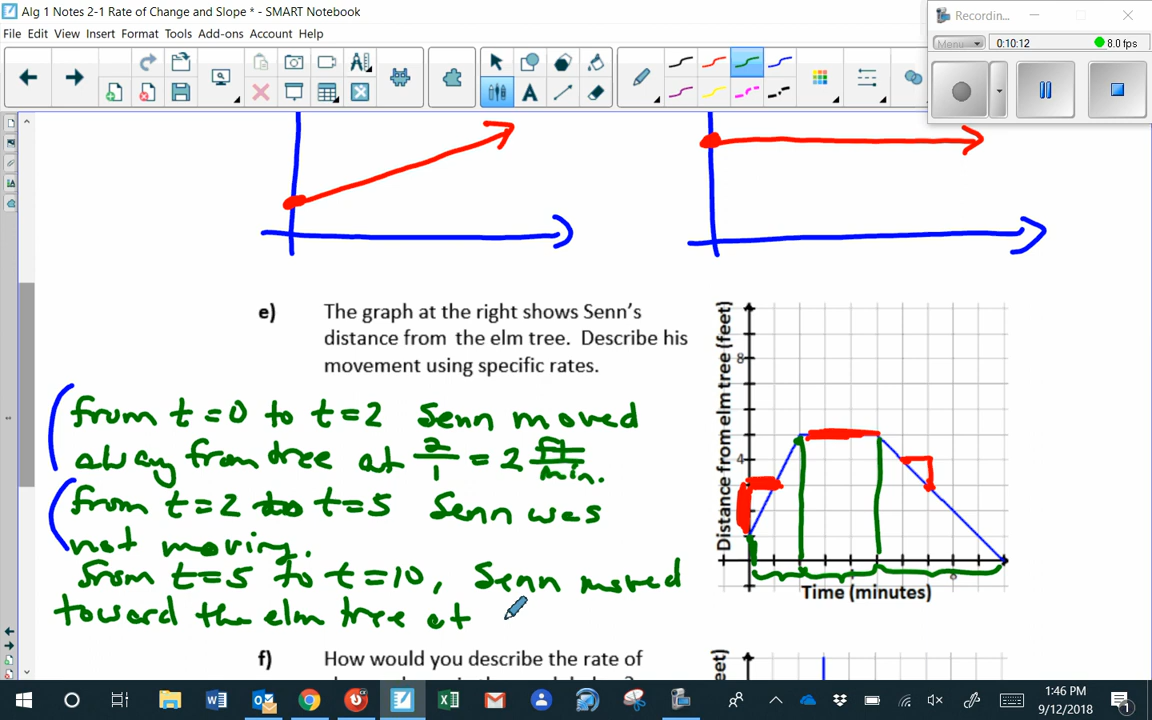 Alg 1 Notes 2-1 Rate of Change and Slope * - SMART Notebook
File Edit View Insert Format Tools Add-ons Account Help
Recordin...
Menu
0:10:12
8.0 fps
e) The graph at the right shows Senn's
distance from the elm tree. Describe his
movement using specific rates.
from t=0 to t=2 Senn moved
away from tree at 2/1 = 2 ft/min.
from t=2 to t=5 Senn was
not moving.
from t=5 to t=10, Senn moved
toward the elm tree at
Distance from elm tree (feet)
8
4
8
Time (minutes)
f) How would you describe the rate of
eet)
1:46 PM
9/12/2018
1